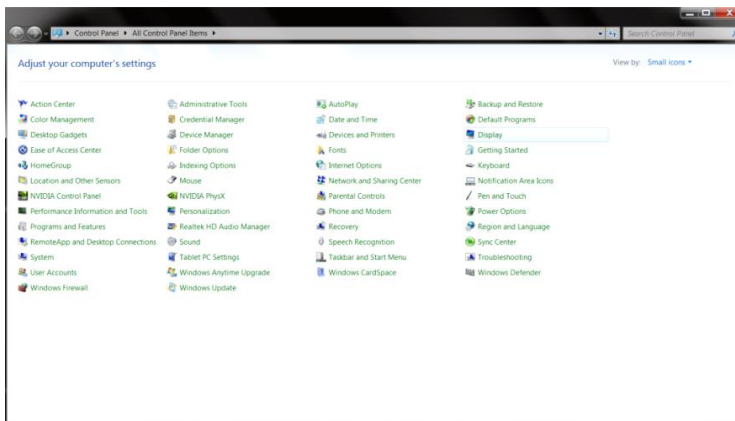 Control Panel All Control Panel Items Search Control Panel
Adjust your computer's settings View by: Small icons
Action Center Administrative Tools AutoPlay Backup and Restore
Color Management Credential Manager Date and Time Default Programs
Desktop Gadgets Device Manager Devices and Printers Display
Ease of Access Center Folder Options Fonts Getting Started
HomeGroup Indexing Options Internet Options Keyboard
Location and Other Sensors Mouse Network and Sharing Center Notification Area Icons
NVIDIA Control Panel NVIDIA PhysX Parental Controls Pen and Touch
Performance Information and Tools Personalization Phone and Modem Power Options
Programs and Features Realtek HD Audio Manager Recovery Region and Language
RemoteApp and Desktop Connections Sound Speech Recognition Sync Center
System Tablet PC Settings Taskbar and Start Menu Troubleshooting
User Accounts Windows Anytime Upgrade Windows CardSpace Windows Defender
Windows Firewall Windows Update